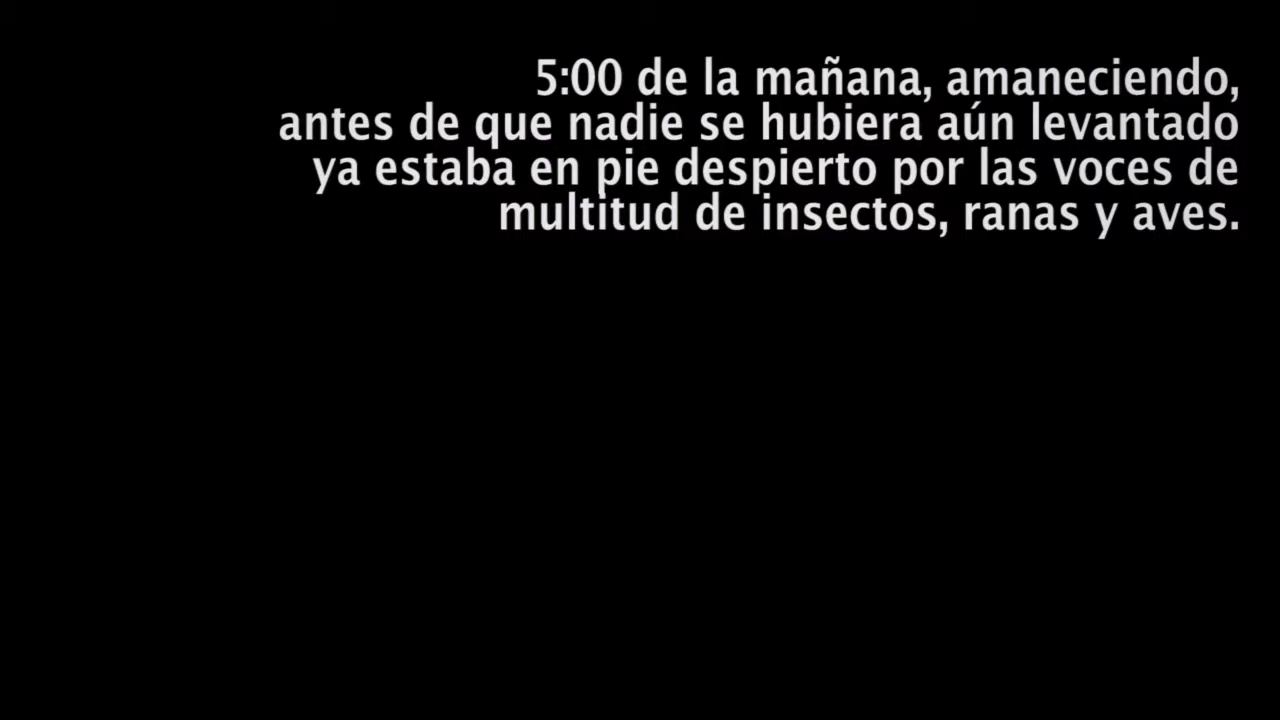 5:00 de la mañana, amaneciendo,
antes de que nadie se hubiera aún levantado
ya estaba en pie despierto por las voces de
multitud de insectos, ranas y aves.